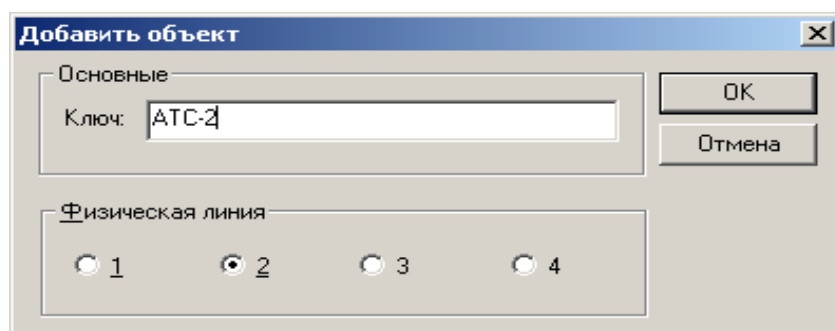 Добавить объект
Основные
Ключ: АТС-2
OK
Отмена
Физическая линия
1 2 3 4